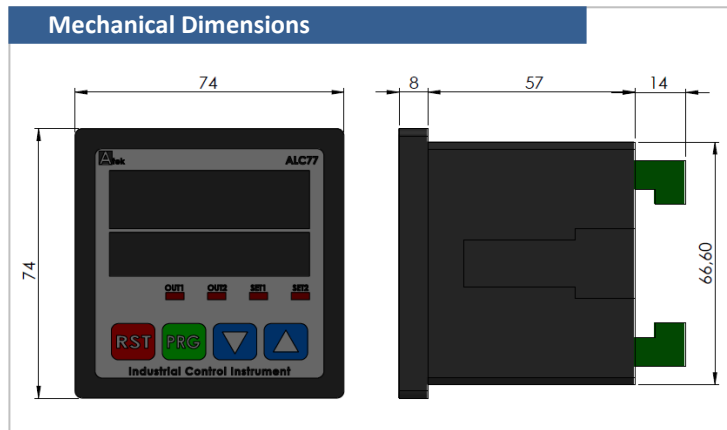 Mechanical Dimensions
74
8
57
14
Atek
ALC77
74
66,60
OUT1 OUT2 SET1 SET2
RST PRG
Industrial Control Instrument